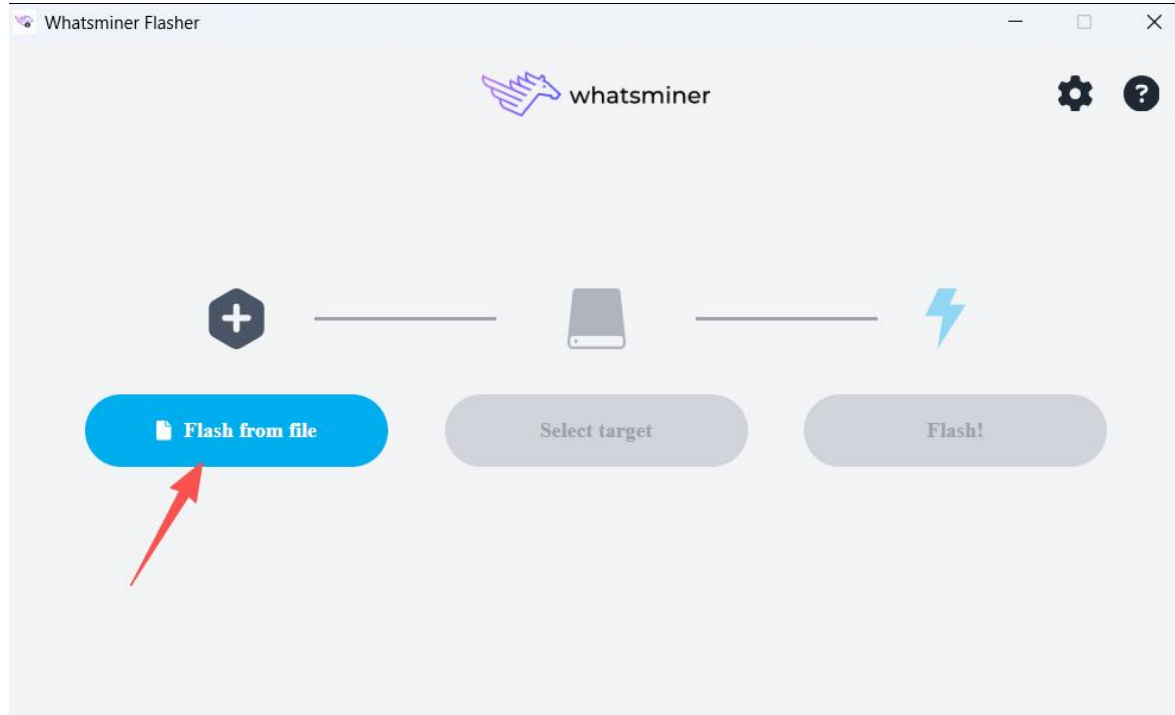 Whatsminer Flasher
whatsminer
?
Flash from file
Select target
Flash!